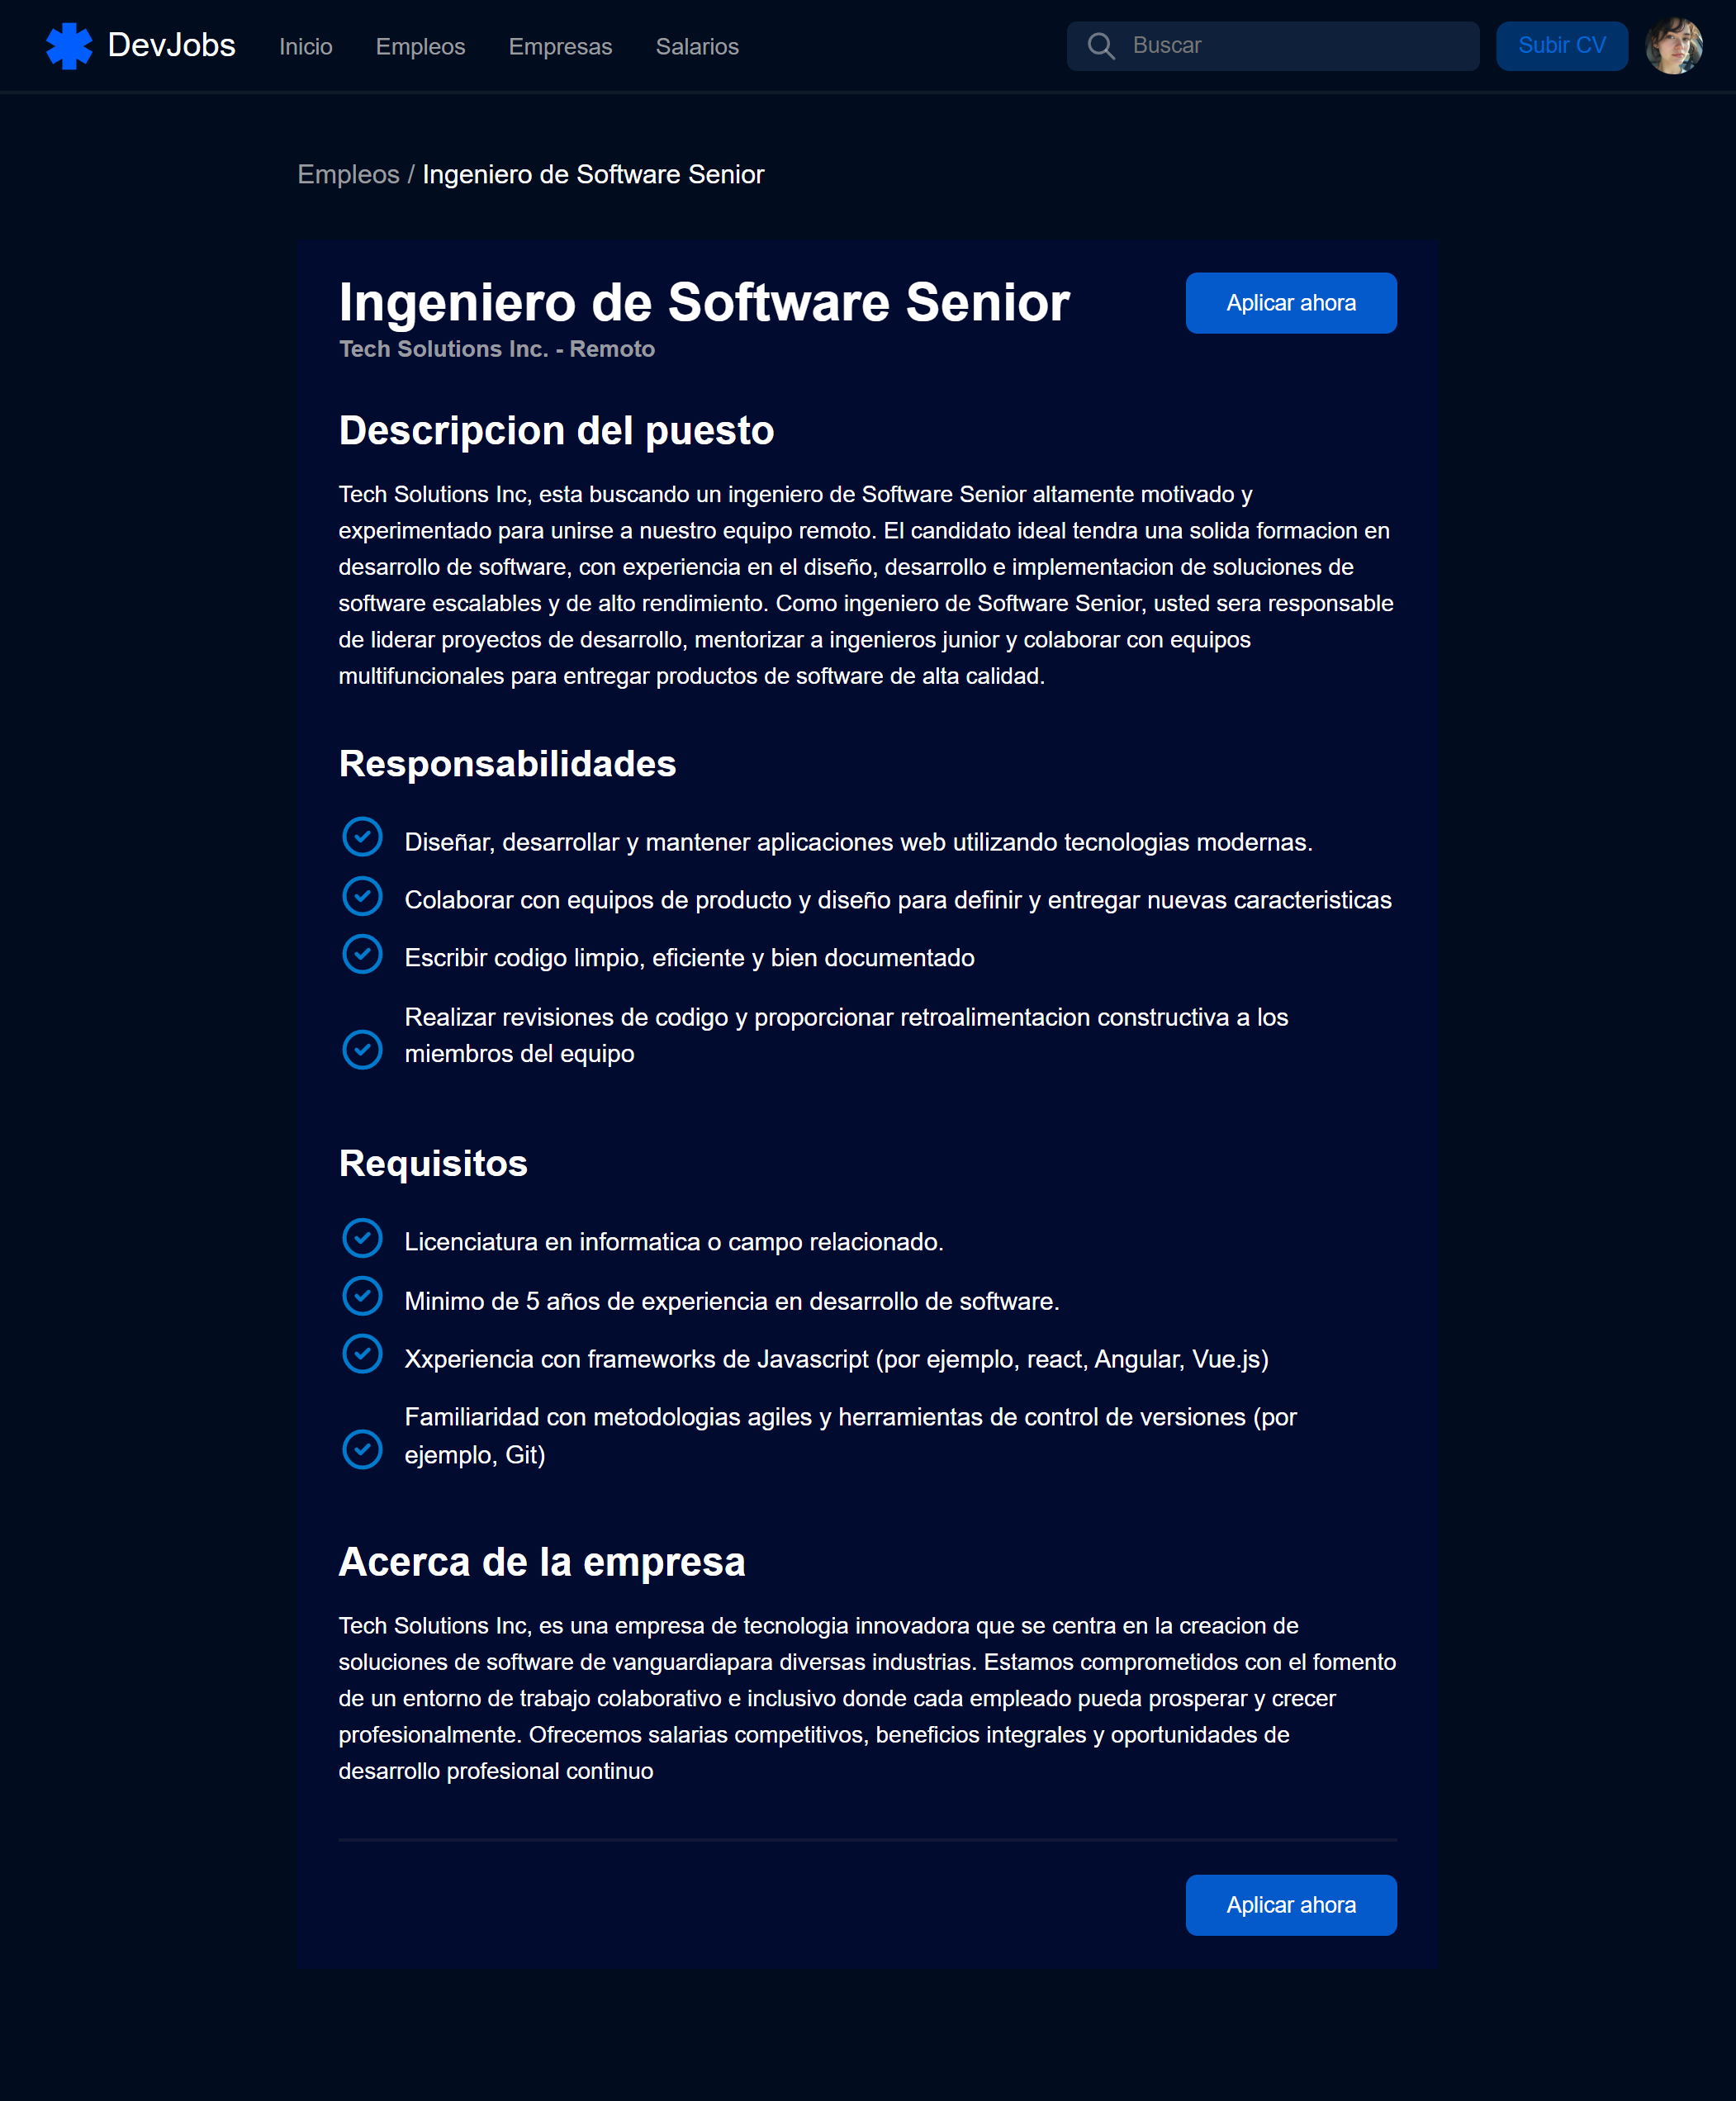 DevJobs Inicio Empleos Empresas Salarios Buscar Subir CV
Empleos / Ingeniero de Software Senior
Ingeniero de Software Senior Aplicar ahora
Tech Solutions Inc. - Remoto
Descripcion del puesto
Tech Solutions Inc, esta buscando un ingeniero de Software Senior altamente motivado y
experimentado para unirse a nuestro equipo remoto. El candidato ideal tendra una solida formacion en
desarrollo de software, con experiencia en el diseño, desarrollo e implementacion de soluciones de
software escalables y de alto rendimiento. Como ingeniero de Software Senior, usted sera responsable
de liderar proyectos de desarrollo, mentorizar a ingenieros junior y colaborar con equipos
multifuncionales para entregar productos de software de alta calidad.
Responsabilidades
Diseñar, desarrollar y mantener aplicaciones web utilizando tecnologias modernas.
Colaborar con equipos de producto y diseño para definir y entregar nuevas caracteristicas
Escribir codigo limpio, eficiente y bien documentado
Realizar revisiones de codigo y proporcionar retroalimentacion constructiva a los
miembros del equipo
Requisitos
Licenciatura en informatica o campo relacionado.
Minimo de 5 años de experiencia en desarrollo de software.
Xxperiencia con frameworks de Javascript (por ejemplo, react, Angular, Vue.js)
Familiaridad con metodologias agiles y herramientas de control de versiones (por
ejemplo, Git)
Acerca de la empresa
Tech Solutions Inc, es una empresa de tecnologia innovadora que se centra en la creacion de
soluciones de software de vanguardiapara diversas industrias. Estamos comprometidos con el fomento
de un entorno de trabajo colaborativo e inclusivo donde cada empleado pueda prosperar y crecer
profesionalmente. Ofrecemos salarias competitivos, beneficios integrales y oportunidades de
desarrollo profesional continuo
Aplicar ahora